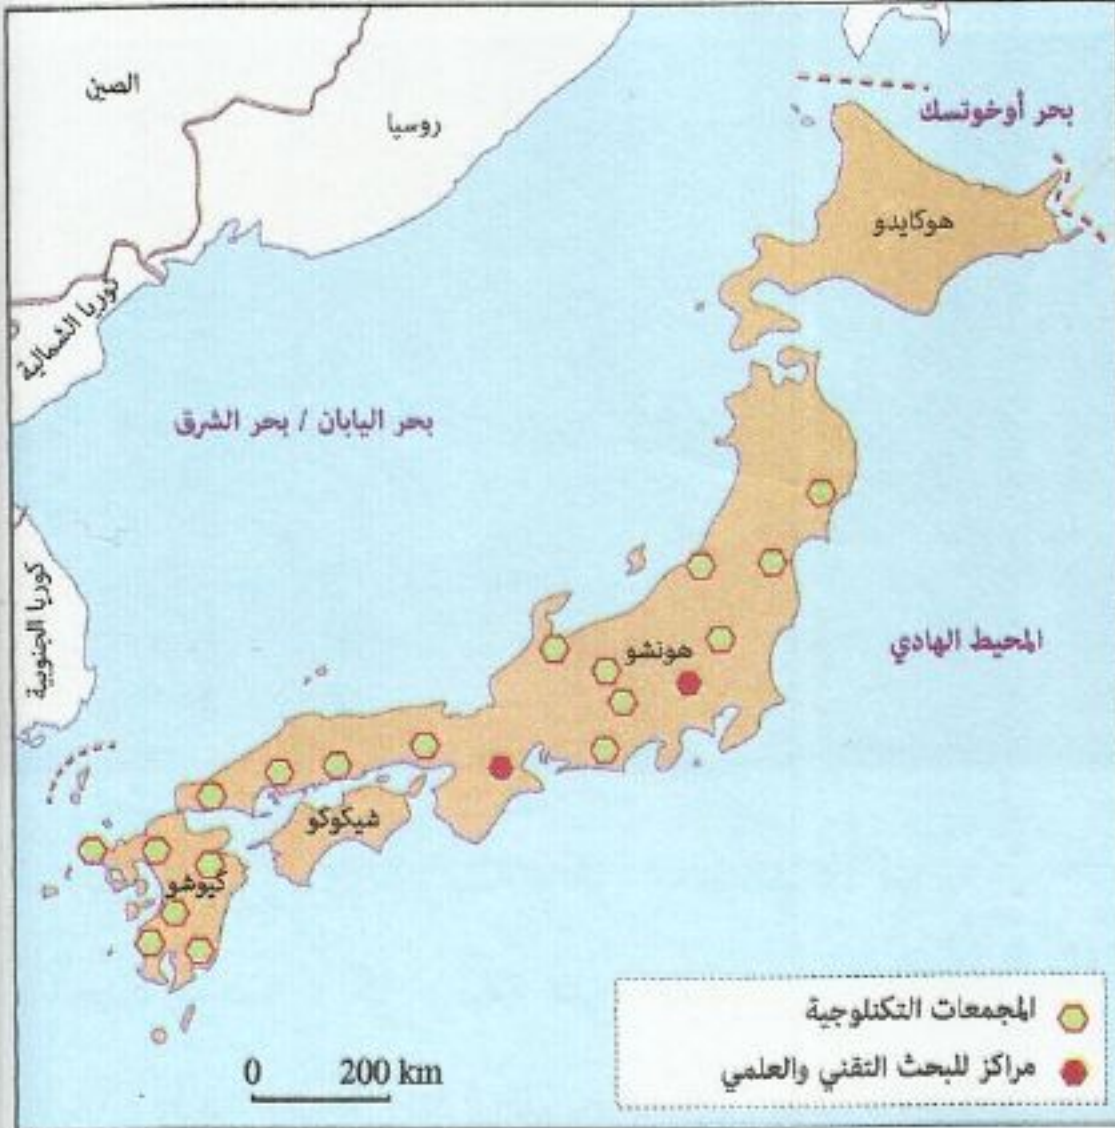 الصين
روسيا
بحر أوخوتسك
هوكايدو
كوريا الشمالية
بحر اليابان / بحر الشرق
كوريا الجنوبية
هونشو
المحيط الهادي
شيكوكو
كيوشو
المجمعات التكنلوجية
مراكز للبحث التقني والعلمي
0 200 km